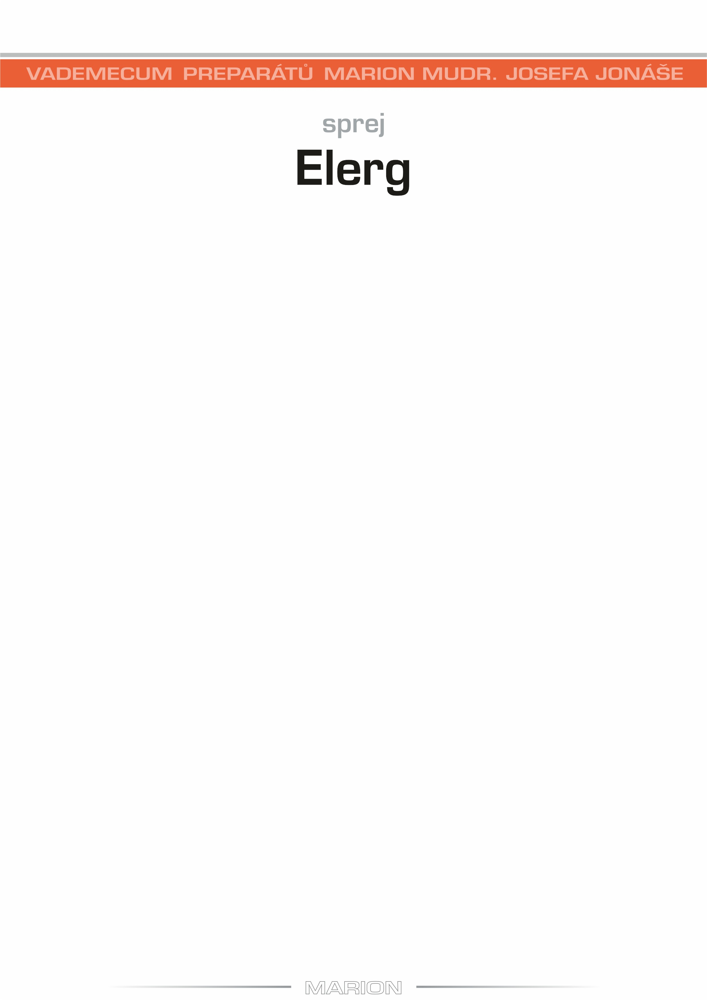 VADEMECUM PREPARÁTŮ MARION MUDR. JOSEFA JONÁŠE
sprej
Elerg
MARION